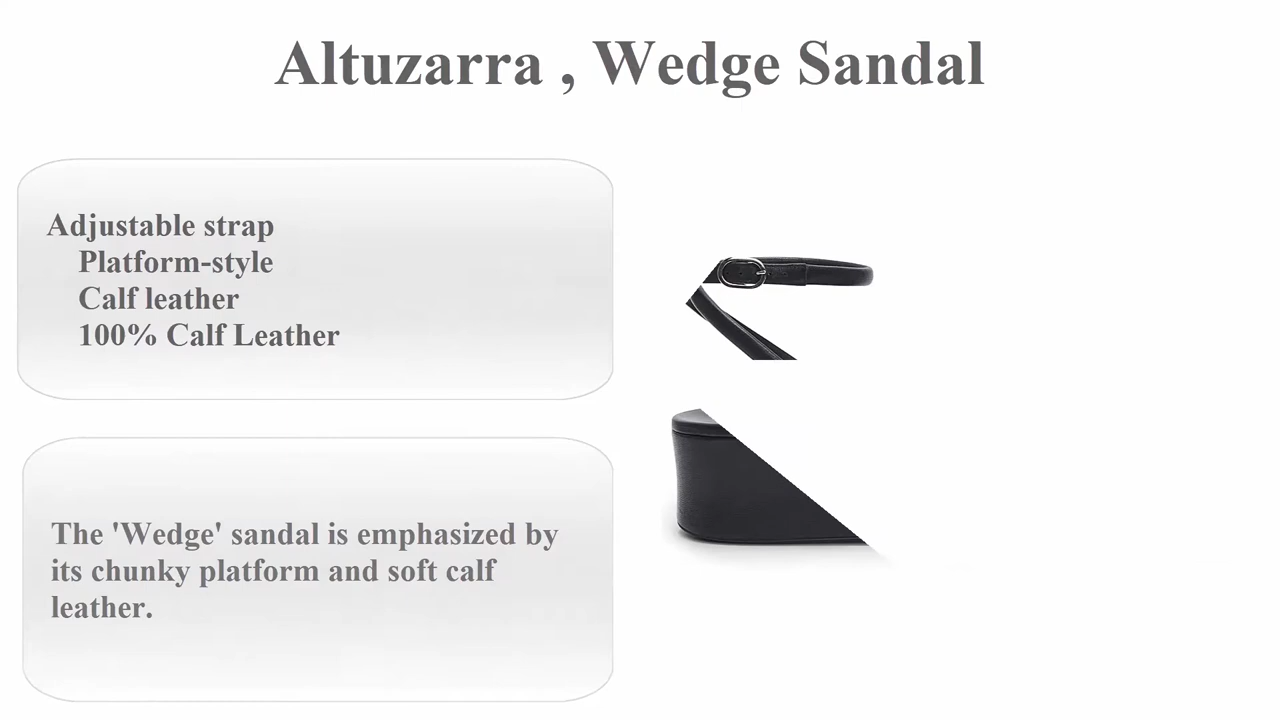 Altuzarra , Wedge Sandal
Adjustable strap
Platform-style
Calf leather
100% Calf Leather
The 'Wedge' sandal is emphasized by
its chunky platform and soft calf
leather.